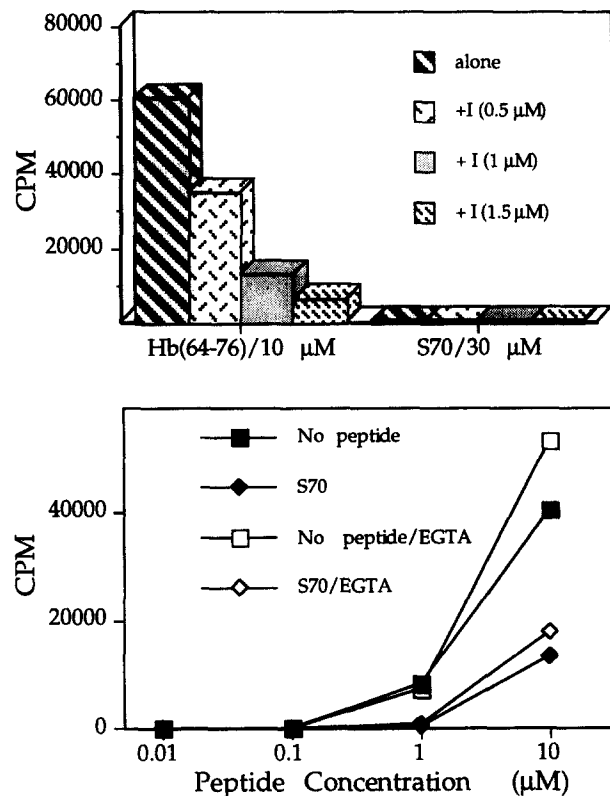 80000
60000
40000
20000
CPM
alone
+I (0.5 µM)
+ I (1 µM)
+ I (1.5 µM)
Hb(64-76)/10 µM
S70/30 µM
No peptide
S70
No peptide/EGTA
S70/EGTA
40000
20000
0
CPM
0.01
0.1
1
10
Peptide Concentration (µM)